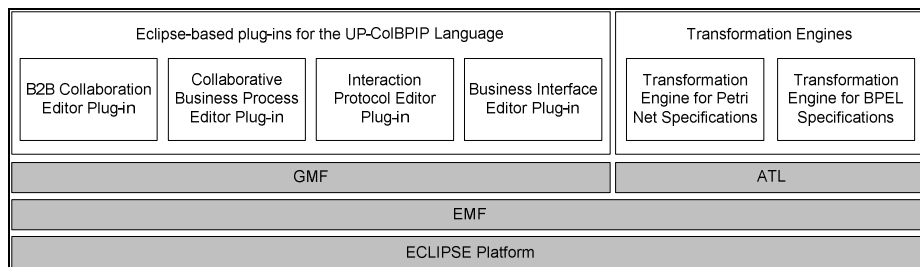 Eclipse-based plug-ins for the UP-ColBPIP Language
B2B Collaboration
Editor Plug-in
Collaborative
Business Process
Editor Plug-in
Interaction
Protocol Editor
Plug-in
Business Interface
Editor Plug-in
Transformation Engines
Transformation
Engine for Petri
Net Specifications
Transformation
Engine for BPEL
Specifications
GMF
ATL
EMF
ECLIPSE Platform